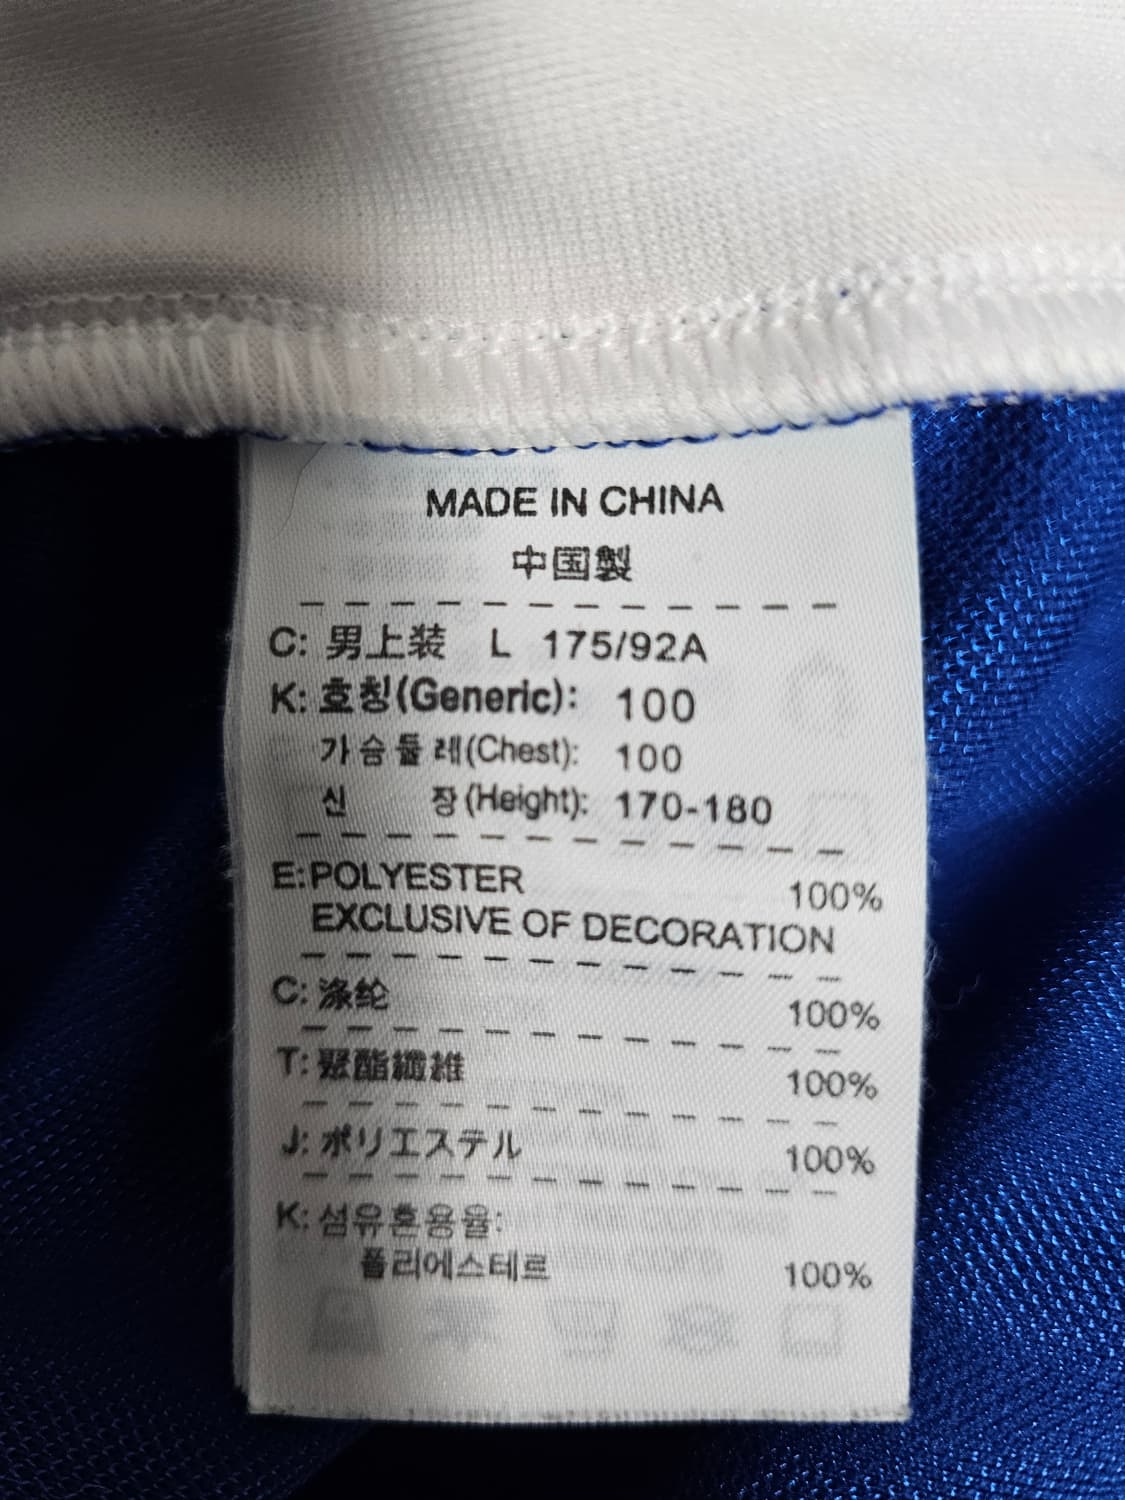 MADE IN CHINA
中国製
C: 男上装 L 175/92A
K: 호칭(Generic): 100
가슴둘레(Chest): 100
신 장(Height): 170-180
E:POLYESTER 100%
EXCLUSIVE OF DECORATION
C: 涤纶 100%
T: 聚酯纖維 100%
J: ポリエステル 100%
K: 섬유혼용율:
폴리에스테르 100%